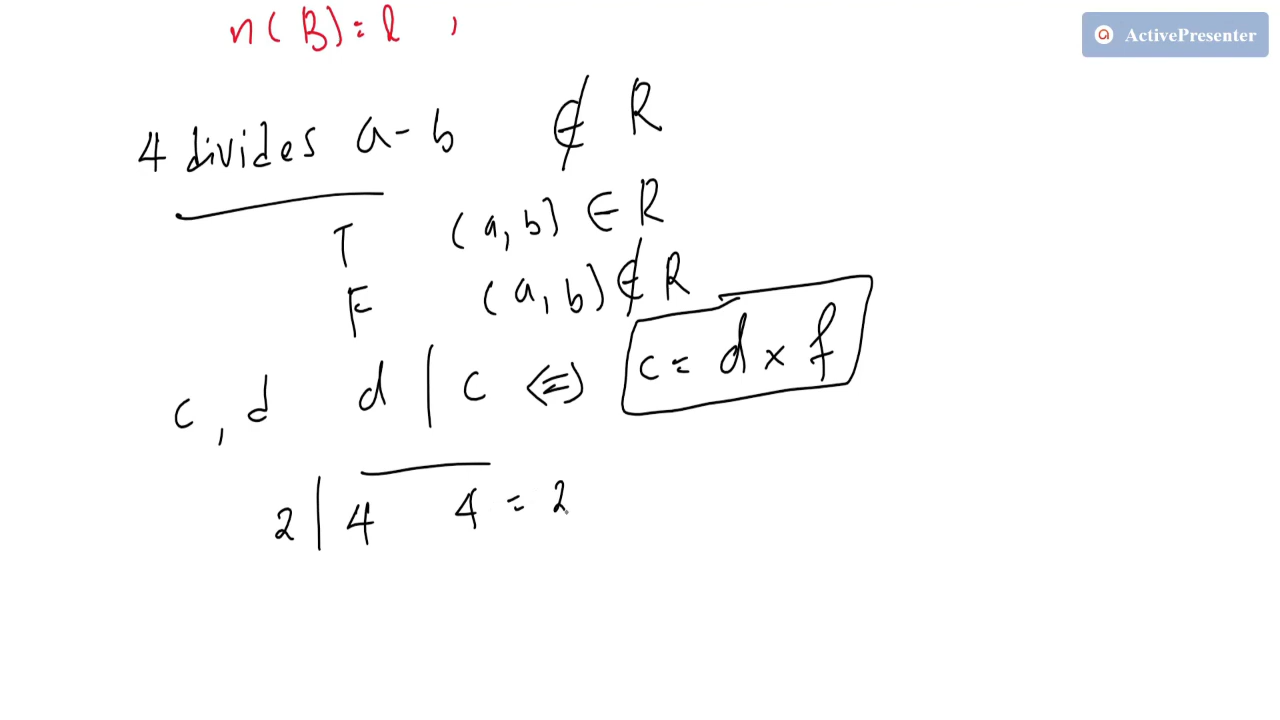 n(B)=l,
ActivePresenter
4 divides a-b ∉ R
T (a,b) ∈ R
F (a,b) ∉ R
c, d d | c <=> c = d × f
2 | 4 4 = 2